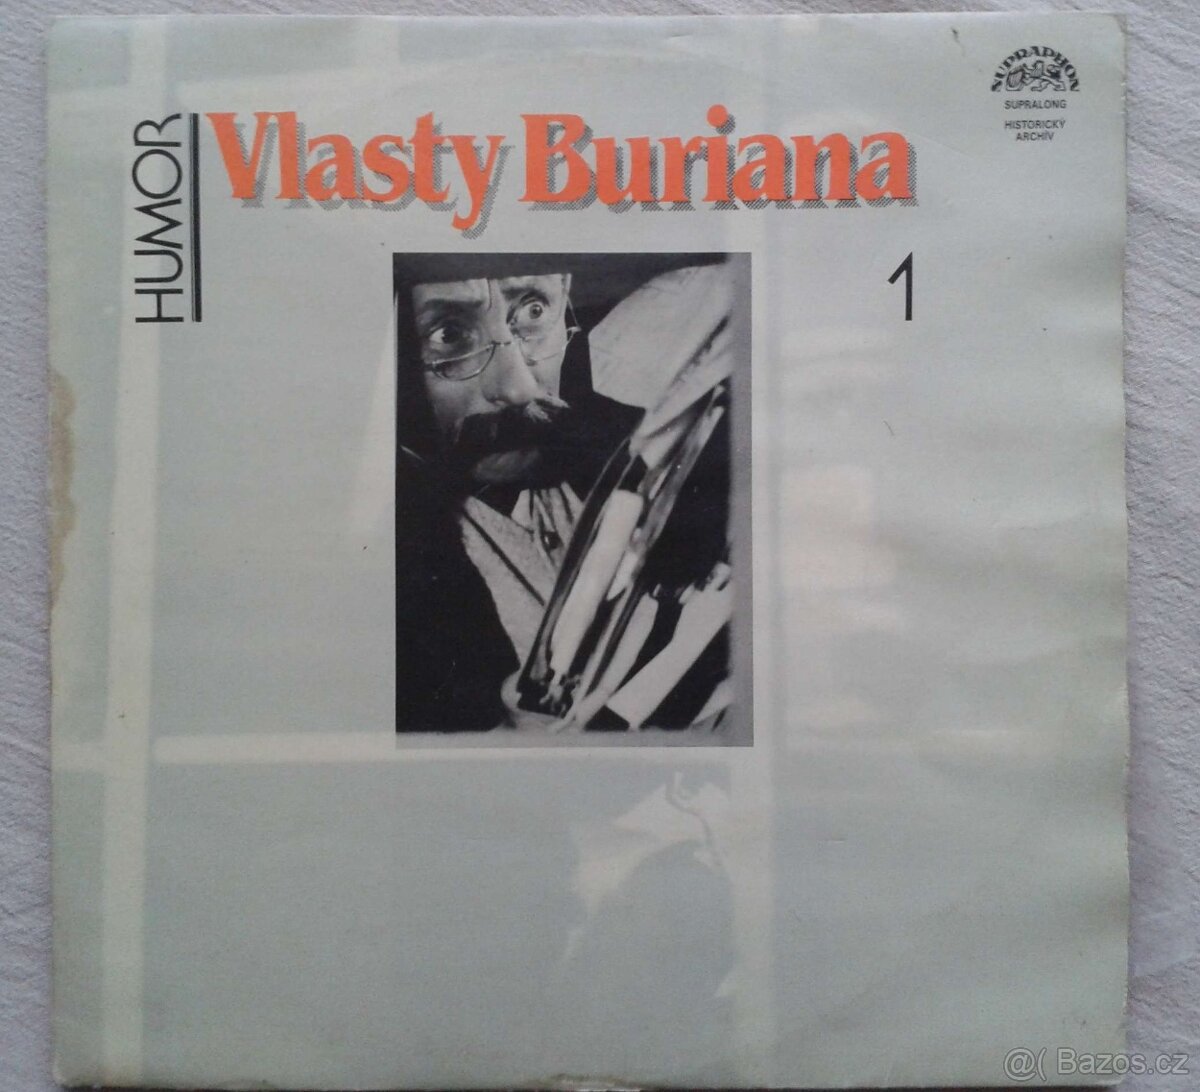 HUMOR
Vlasty Buriana
1
SUPRAPHON
SUPRALONG
HISTORICKÝ
ARCHÍV
@( Bazos.cz